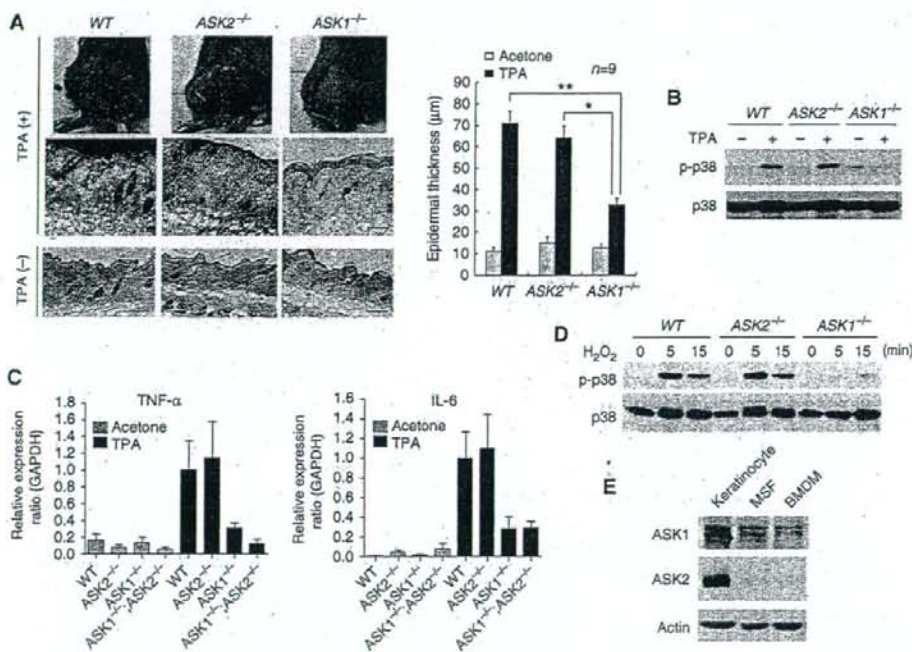 A
WT
ASK2⁻/⁻
ASK1⁻/⁻
TPA (+)
TPA (–)
Acetone
TPA
n=9
**
*
Epidermal thickness (μm)
90
80
70
60
50
40
30
20
10
0
WT
ASK2⁻/⁻
ASK1⁻/⁻
B
WT
ASK2⁻/⁻
ASK1⁻/⁻
TPA – + – + – +
p-p38
p38
C
TNF-α
Acetone
TPA
Relative expression
ratio (GAPDH)
1.8
1.6
1.4
1.2
1.0
0.8
0.6
0.4
0.2
0.0
WT
ASK2⁻/⁻
ASK1⁻/⁻
ASK1⁻/⁻,ASK2⁻/⁻
WT
ASK2⁻/⁻
ASK1⁻/⁻
ASK1⁻/⁻,ASK2⁻/⁻
IL-6
Acetone
TPA
Relative expression
ratio (GAPDH)
1.6
1.4
1.2
1.0
0.8
0.6
0.4
0.2
0.0
WT
ASK2⁻/⁻
ASK1⁻/⁻
ASK1⁻/⁻,ASK2⁻/⁻
WT
ASK2⁻/⁻
ASK1⁻/⁻
ASK1⁻/⁻,ASK2⁻/⁻
D
WT
ASK2⁻/⁻
ASK1⁻/⁻
H₂O₂ 0 5 15 0 5 15 0 5 15 (min)
p-p38
p38
E
Keratinocyte
MSF
BMDM
ASK1
ASK2
Actin